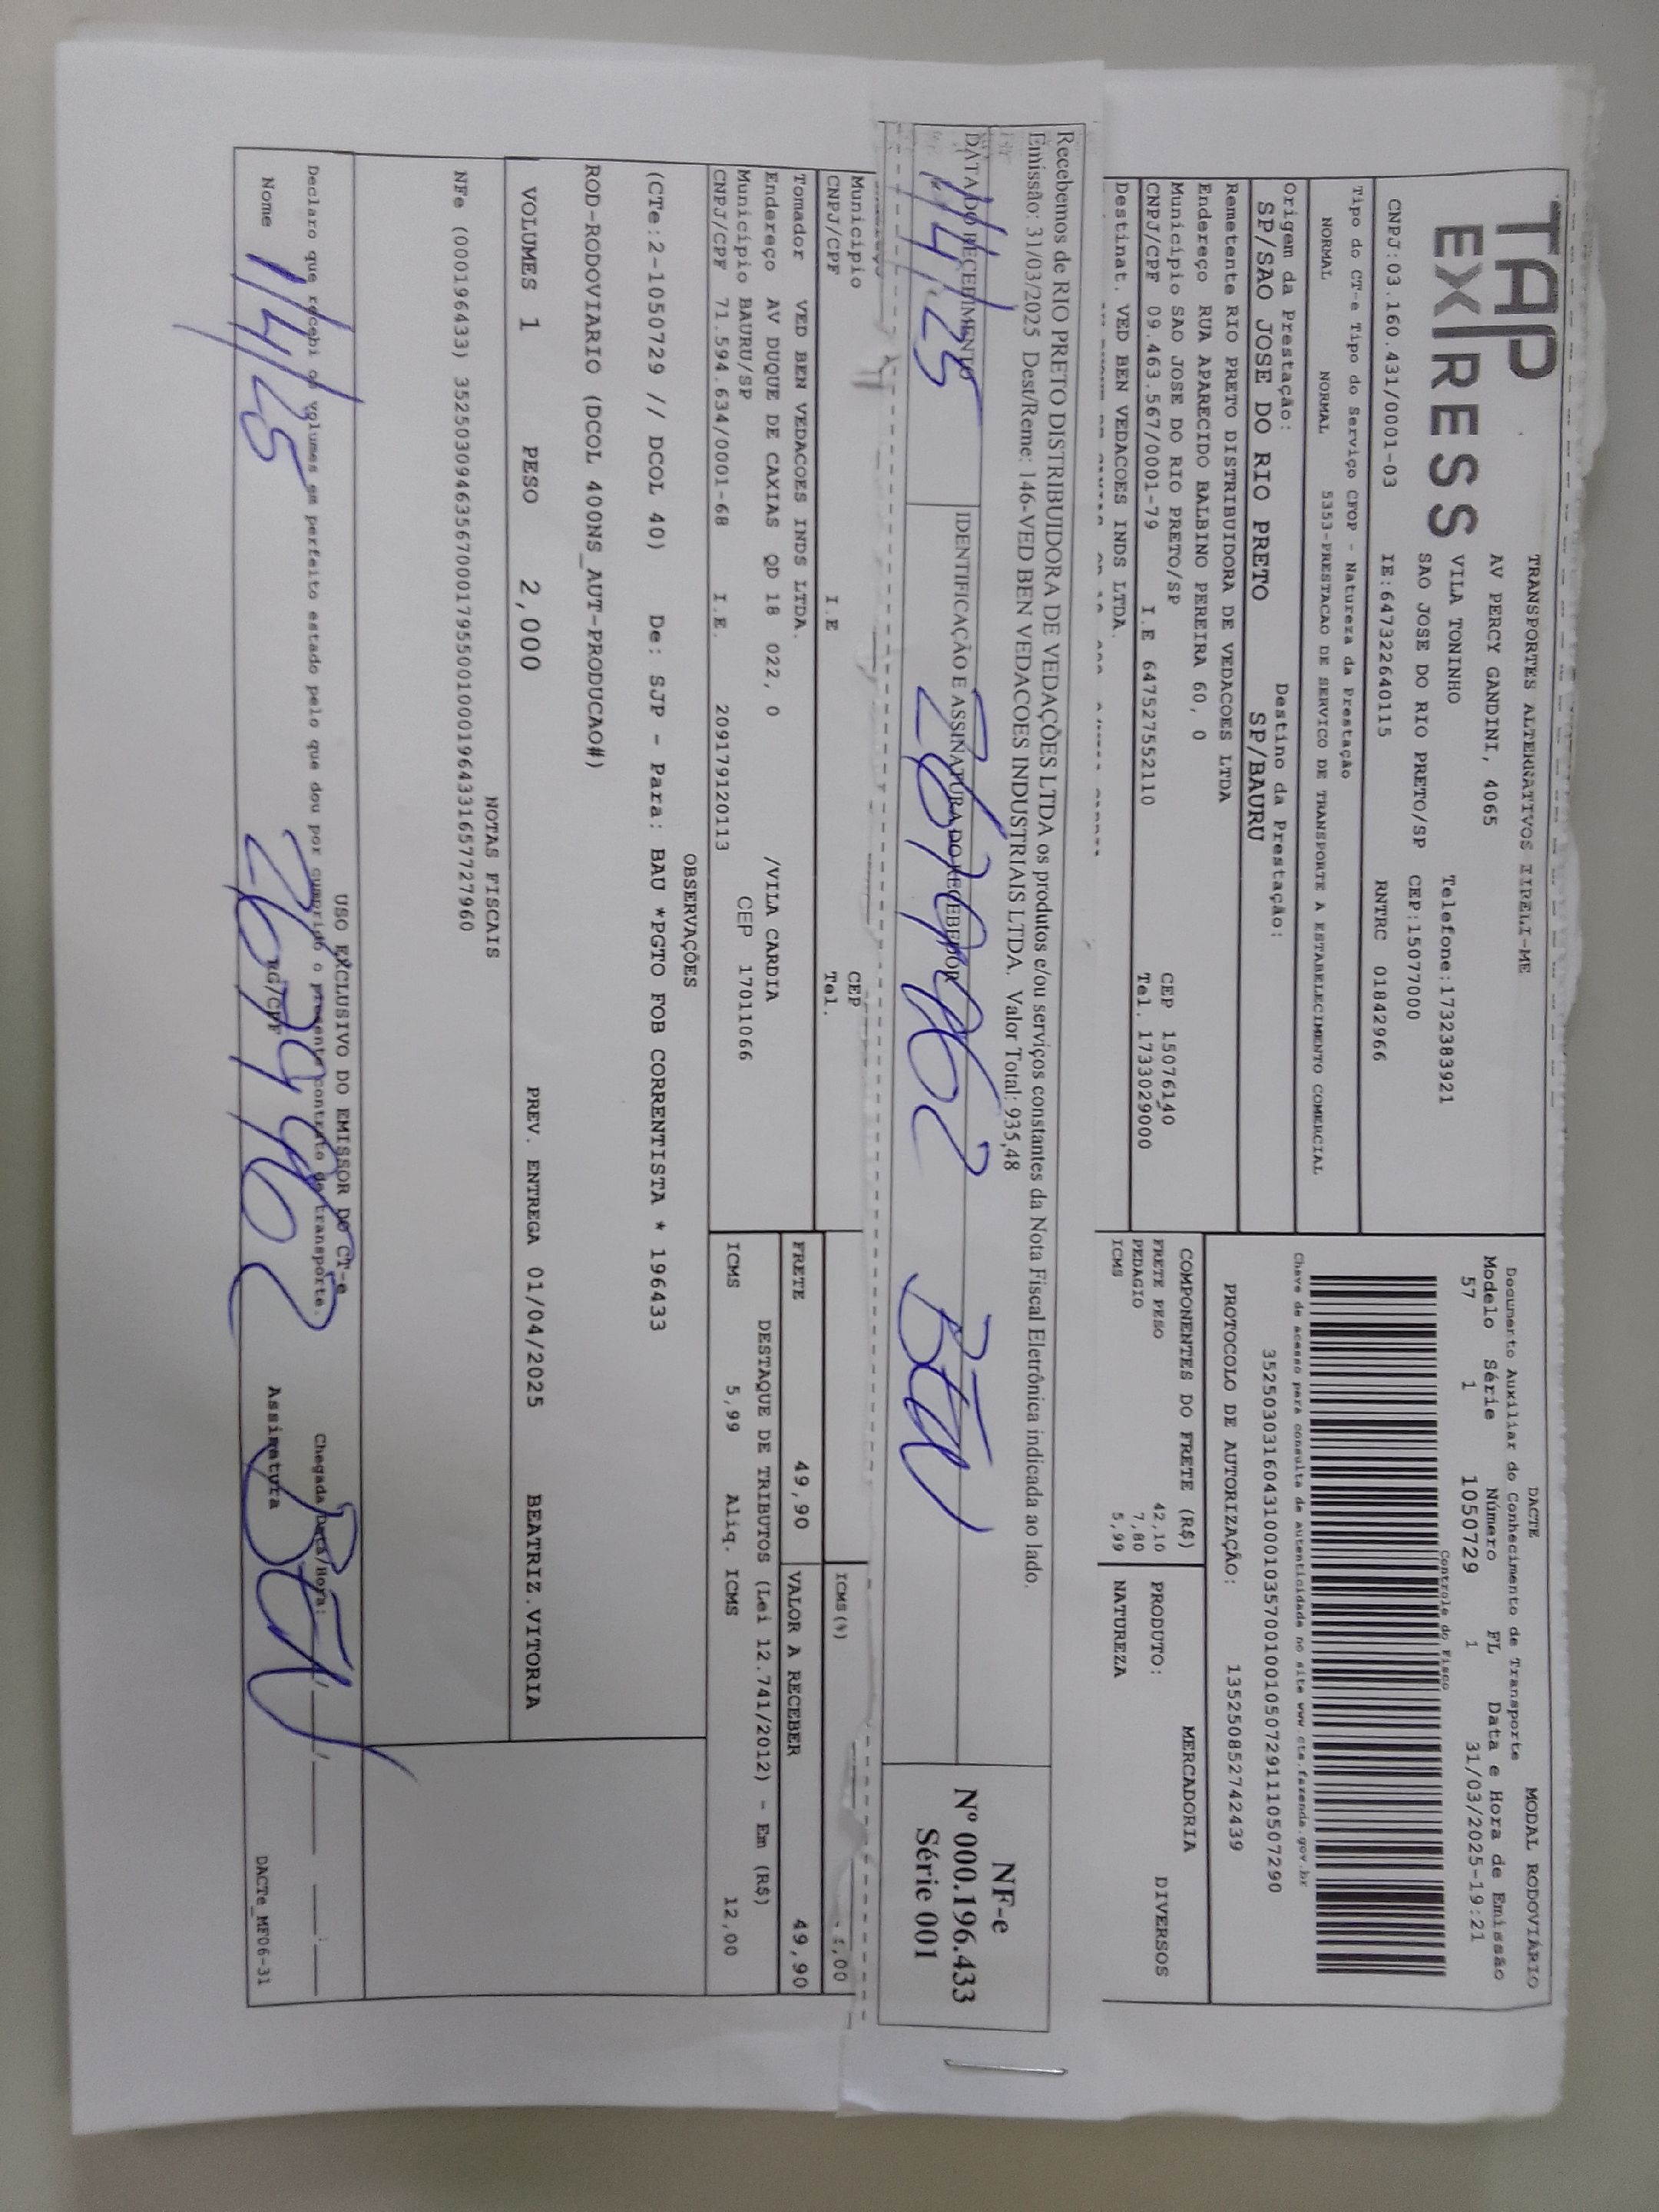 TAP
EXPRESS
TRANSPORTES ALTERNATIVOS EIRELI-ME
AV PERCY GANDINI, 4065
VILA TONINHO
Telefone:1732383921
SAO JOSE DO RIO PRETO/SP CEP:15077000
CNPJ:03.160.431/0001-03 IE:647322640115 RNTRC 01842966
Tipo do CT-e Tipo do Serviço CFOP - Natureza da Prestação
NORMAL NORMAL 5353-PRESTACAO DE SERVICO DE TRANSPORTE A ESTABELECIMENTO COMERCIAL
Origem da Prestação: Destino da Prestação:
SP/SAO JOSE DO RIO PRETO SP/BAURU
Remetente RIO PRETO DISTRIBUIDORA DE VEDACOES LTDA
Endereço RUA APARECIDO BALBINO PEREIRA 60, 0
Município SAO JOSE DO RIO PRETO/SP CEP 15076140
CNPJ/CPF 09.463.567/0001-79 I.E 647527552110 Tel. 1733029000
Destinat. VED BEN VEDACOES INDS LTDA.
DACTE MODAL RODOVIÁRIO
Documento Auxiliar do Conhecimento de Transporte
Modelo Série Número FL Data e Hora de Emissão
57 1 1050729 1 31/03/2025-19:21
Controle do Fisco
Chave de acesso para consulta de autenticidade no site www.cte.fazenda.gov.br
35250303160431000103570010010507291110507290
PROTOCOLO DE AUTORIZAÇÃO: 135250852742439
COMPONENTES DO FRETE (R$) MERCADORIA
FRETE PESO 42,10 PRODUTO: DIVERSOS
PEDAGIO 7,80
ICMS 5,99 NATUREZA
Recebemos de RIO PRETO DISTRIBUIDORA DE VEDAÇÕES LTDA os produtos e/ou serviços constantes da Nota Fiscal Eletrônica indicada ao lado.
Emissão: 31/03/2025 Dest/Reme: 146-VED BEN VEDACOES INDUSTRIAIS LTDA. Valor Total: 935,48
DATA DO RECEBIMENTO IDENTIFICAÇÃO E ASSINATURA DO RECEBEDOR
1/4/25
NF-e
Nº 000.196.433
Série 001
Município CEP
CNPJ/CPF I.E Tel.
ICMS(%)
Tomador VED BEN VEDACOES INDS LTDA.
Endereço AV DUQUE DE CAXIAS QD 18 022, 0 /VILA CARDIA
Município BAURU/SP CEP 17011066
CNPJ/CPF 71.594.634/0001-68 I.E. 209179120113
FRETE 49,90 VALOR A RECEBER 49,90
DESTAQUE DE TRIBUTOS (Lei 12.741/2012) - Em (R$)
ICMS 5,99 Aliq. ICMS 12,00
OBSERVAÇÕES
(CTe:2-1050729 // DCOL 40) De: SJP - Para: BAU *PGTO FOB CORRENTISTA * 196433
ROD-RODOVIARIO (DCOL 400NS_AUT-PRODUCAO#)
VOLUMES 1 PESO 2,000 PREV. ENTREGA 01/04/2025 BEATRIZ.VITORIA
NOTAS FISCAIS
NFe (000196433) 35250309463567000179550010001964331657727960
USO EXCLUSIVO DO EMISSOR DO CT-e
Declaro que recebi os volumes em perfeito estado pelo que dou por cumprido o presente contrato de transporte. Chegada Data/Hora:
Nome RG/CPF Assinatura
1/4/25
DACTe_MF06-31